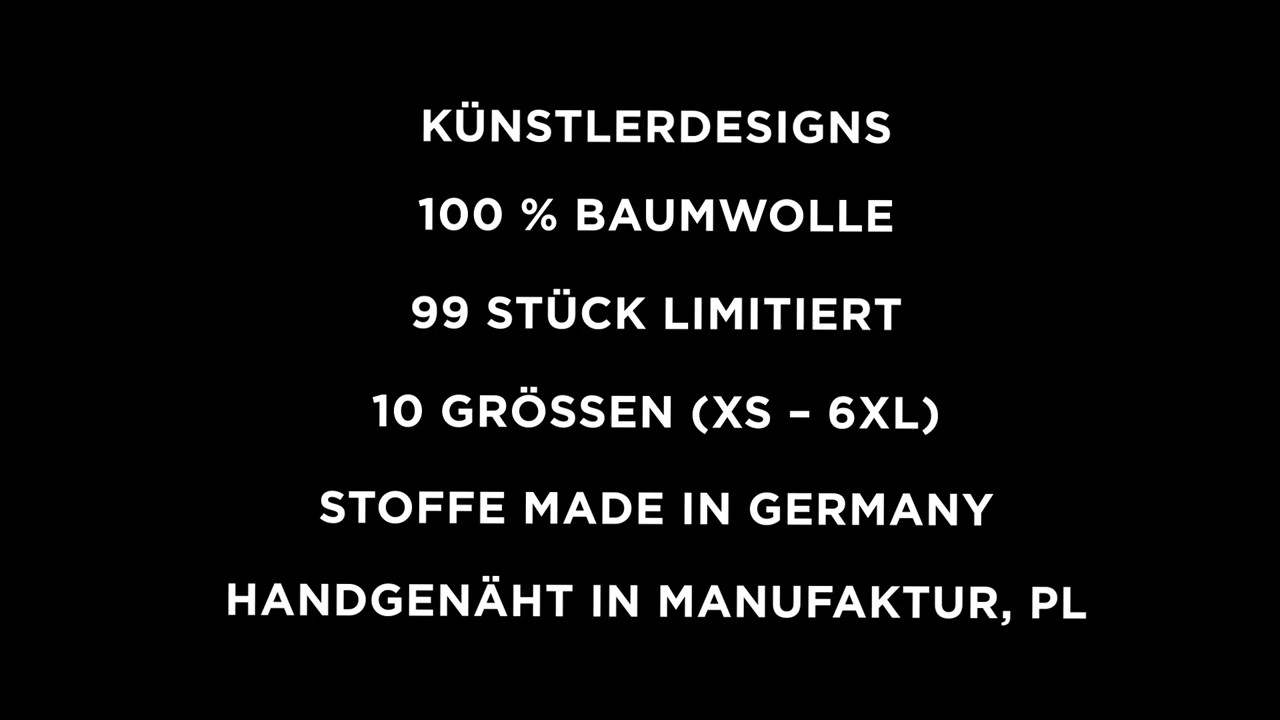 KÜNSTLERDESIGNS
100 % BAUMWOLLE
99 STÜCK LIMITIERT
10 GRÖSSEN (XS – 6XL)
STOFFE MADE IN GERMANY
HANDGENÄHT IN MANUFAKTUR, PL